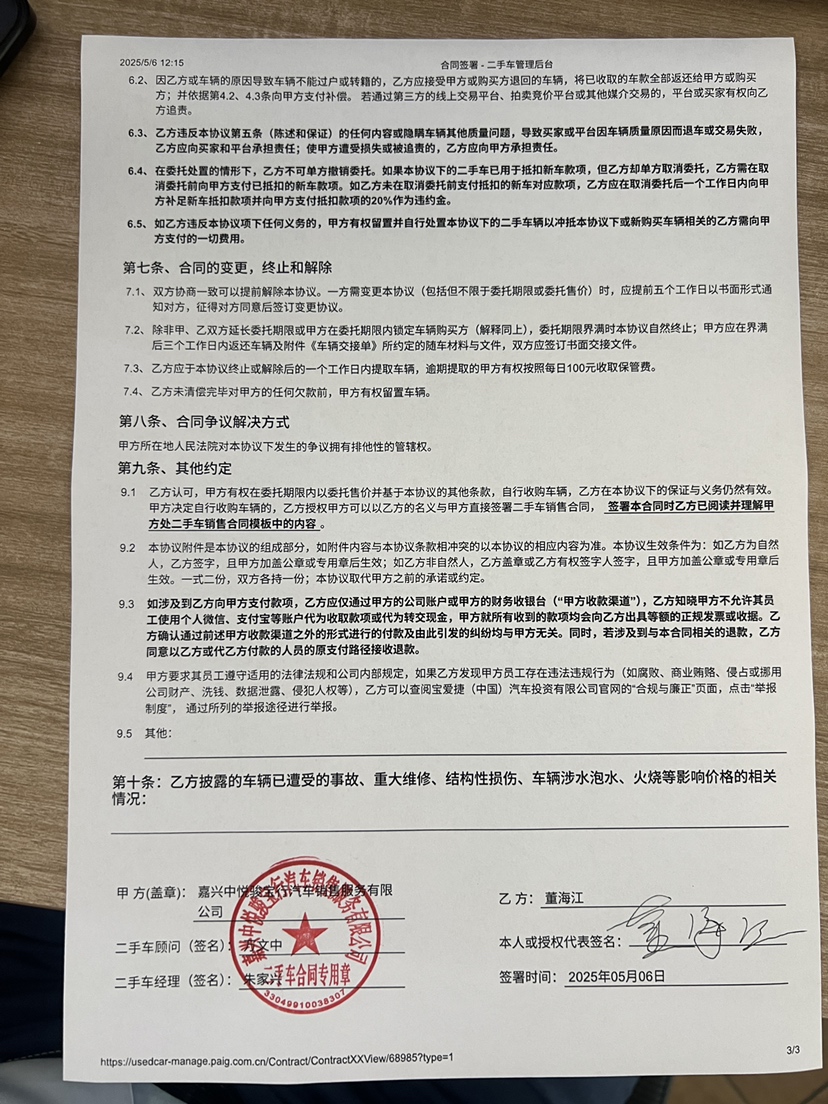 2025/5/6 12:15
合同签署 - 二手车管理后台
6.2、因乙方或车辆的原因导致车辆不能过户或转籍的，乙方应接受甲方或购买方退回的车辆，将已收取的车款全部返还给甲方或购买
方；并依据第4.2、4.3条向甲方支付补偿。 若通过第三方的线上交易平台、拍卖竞价平台或其他媒介交易的，平台或买家有权向乙
方追责。
6.3、乙方违反本协议第五条（陈述和保证）的任何内容或隐瞒车辆其他质量问题，导致买家或平台因车辆质量原因而退车或交易失败，
乙方应向买家和平台承担责任；使甲方遭受损失或被追责的，乙方应向甲方承担责任。
6.4、在委托处置的情形下，乙方不可单方撤销委托。如果本协议下的二手车已用于抵扣新车款项，但乙方却单方取消委托，乙方需在取
消委托前向甲方支付已抵扣的新车款项。如乙方未在取消委托前支付抵扣的新车对应款项，乙方应在取消委托后一个工作日内向甲
方补足新车抵扣款项并向甲方支付抵扣款项的20%作为违约金。
6.5、如乙方违反本协议项下任何义务的，甲方有权留置并自行处置本协议下的二手车辆以冲抵本协议下或新购买车辆相关的乙方需向甲
方支付的一切费用。
第七条、合同的变更，终止和解除
7.1、双方协商一致可以提前解除本协议。一方需变更本协议（包括但不限于委托期限或委托售价）时，应提前五个工作日以书面形式通
知对方，征得对方同意后签订变更协议。
7.2、除非甲、乙双方延长委托期限或甲方在委托期限内锁定车辆购买方（解释同上），委托期限界满时本协议自然终止；甲方应在界满
后三个工作日内返还车辆及附件《车辆交接单》所约定的随车材料与文件，双方应签订书面交接文件。
7.3、乙方应于本协议终止或解除后的一个工作日内提取车辆，逾期提取的甲方有权按照每日100元收取保管费。
7.4、乙方未清偿完毕对甲方的任何欠款前，甲方有权留置车辆。
第八条、合同争议解决方式
甲方所在地人民法院对本协议下发生的争议拥有排他性的管辖权。
第九条、其他约定
9.1 乙方认可，甲方有权在委托期限内以委托售价并基于本协议的其他条款，自行收购车辆，乙方在本协议下的保证与义务仍然有效。
甲方决定自行收购车辆的，乙方授权甲方可以以乙方的名义与甲方直接签署二手车销售合同， 签署本合同时乙方已阅读并理解甲
方处二手车销售合同模板中的内容 。
9.2 本协议附件是本协议的组成部分，如附件内容与本协议条款相冲突的以本协议的相应内容为准。本协议生效条件为：如乙方为自然
人，乙方签字，且甲方加盖公章或专用章后生效；如乙方非自然人，乙方盖章或乙方有权签字人签字，且甲方加盖公章或专用章后
生效。一式二份，双方各持一份；本协议取代甲方之前的承诺或约定。
9.3 如涉及到乙方向甲方支付款项，乙方应仅通过甲方的公司账户或甲方的财务收银台（“甲方收款渠道”），乙方知晓甲方不允许其员
工使用个人微信、支付宝等账户代为收取款项或代为转交现金，甲方就所有收到的款项均会向乙方出具等额的正规发票或收据。乙
方确认通过前述甲方收款渠道之外的形式进行的付款及由此引发的纠纷均与甲方无关。同时，若涉及到与本合同相关的退款，乙方
同意以乙方或代乙方付款的人员的原支付路径接收退款。
9.4 甲方要求其员工遵守适用的法律法规和公司内部规定，如果乙方发现甲方员工存在违法违规行为（如腐败、商业贿赂、侵占或挪用
公司财产、洗钱、数据泄露、侵犯人权等），乙方可以查阅宝爱捷（中国）汽车投资有限公司官网的“合规与廉正”页面，点击“举报
制度”， 通过所列的举报途径进行举报。
9.5 其他：
第十条：乙方披露的车辆已遭受的事故、重大维修、结构性损伤、车辆涉水泡水、火烧等影响价格的相关
情况：
甲 方(盖章)： 嘉兴中悦骏宝行汽车销售服务有限
公司
二手车顾问（签名）： 方文中
二手车经理（签名）： 朱家兴
嘉兴中悦骏宝行汽车销售服务有限公司
二手车合同专用章
33049910038307
乙 方： 董海江
本人或授权代表签名： 董海江
签署时间： 2025年05月06日
https://usedcar-manage.paig.com.cn/Contract/ContractXXView/68985?type=1
3/3